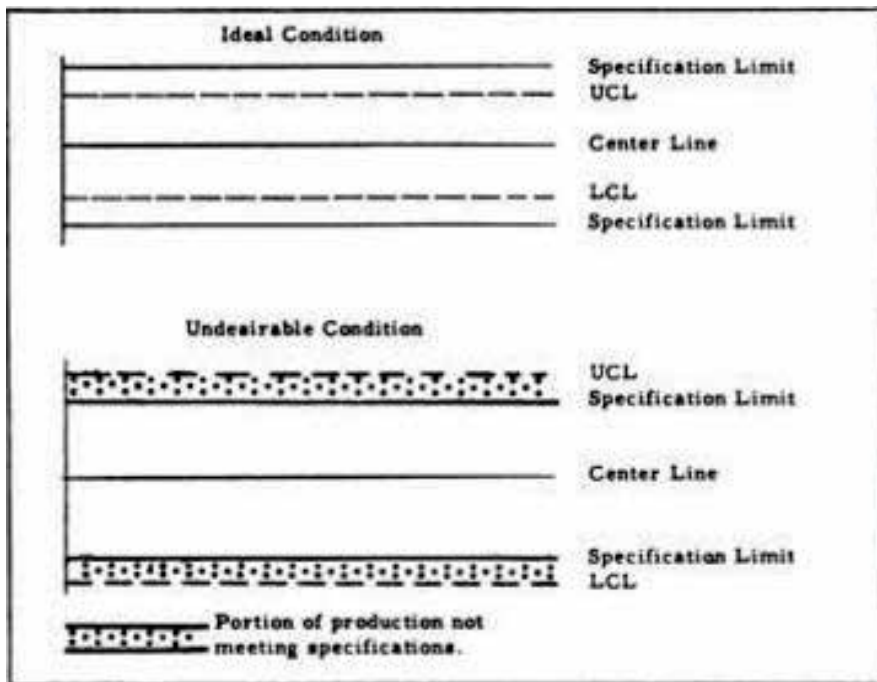 Ideal Condition
Specification Limit
UCL
Center Line
LCL
Specification Limit
Undesirable Condition
UCL
Specification Limit
Center Line
Specification Limit
LCL
Portion of production not
meeting specifications.